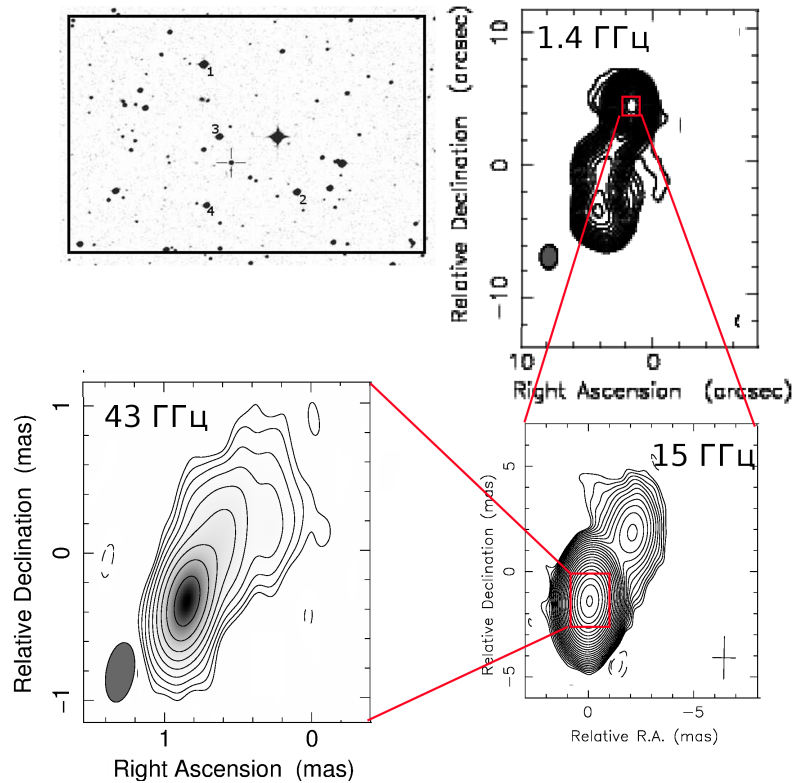 1
3
2
4
1.4 ГГц
10
0
-10
Relative Declination (arcsec)
10
0
Right Ascension (arcsec)
43 ГГц
1
0
-1
Relative Declination (mas)
1
0
Right Ascension (mas)
15 ГГц
5
0
-5
Relative Declination (mas)
0
-5
Relative R.A. (mas)